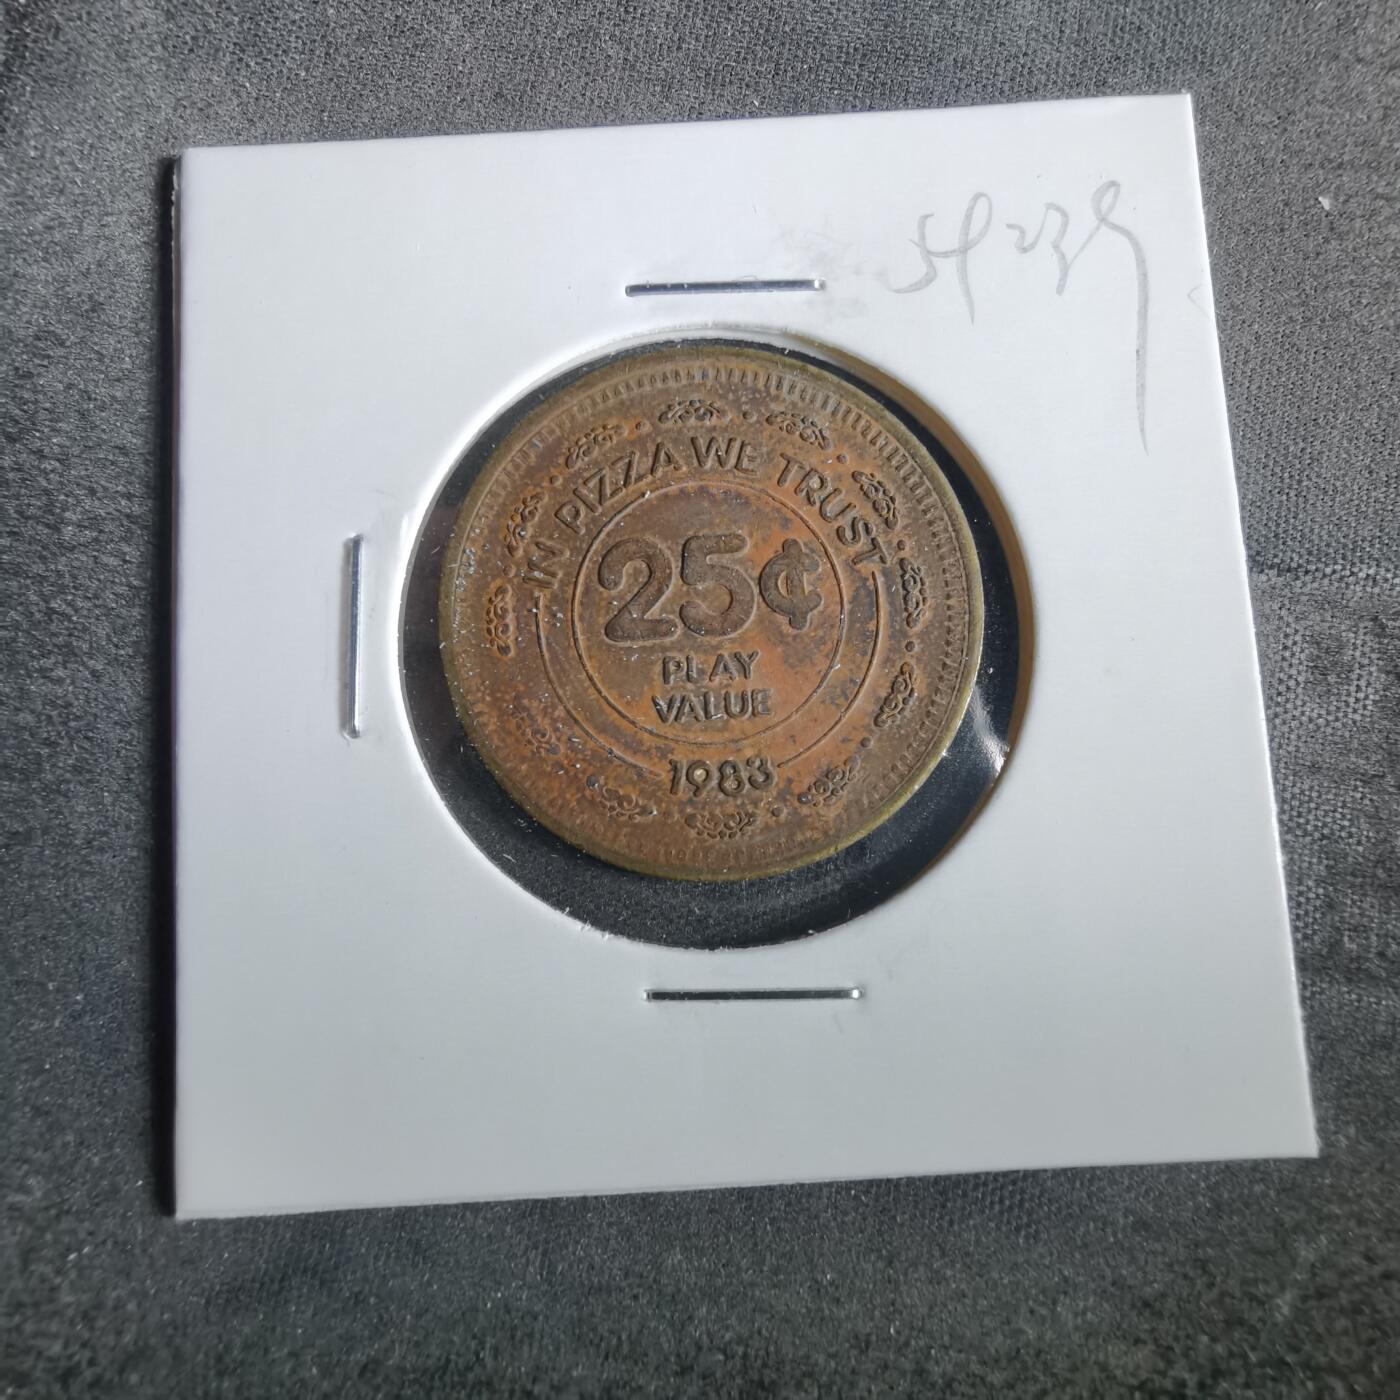 IN PIZZA WE TRUST
25¢
PLAY
VALUE
1983